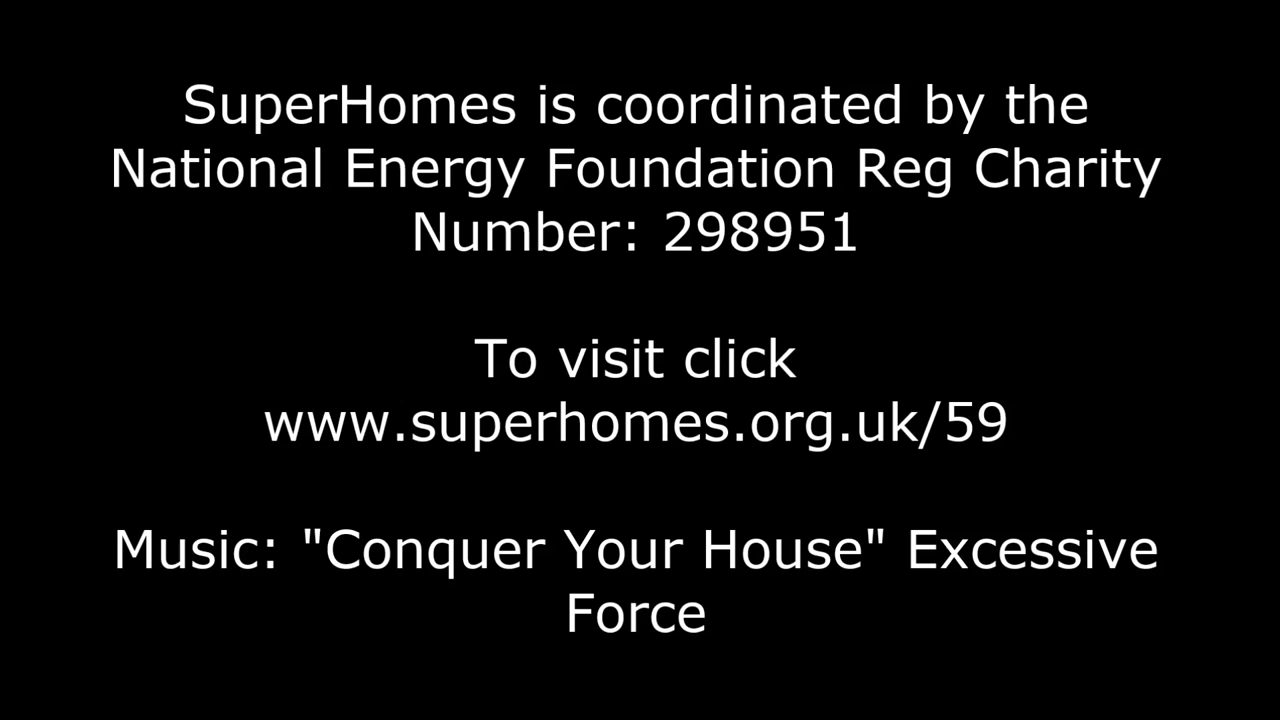 SuperHomes is coordinated by the
National Energy Foundation Reg Charity
Number: 298951
To visit click
www.superhomes.org.uk/59
Music: "Conquer Your House" Excessive
Force